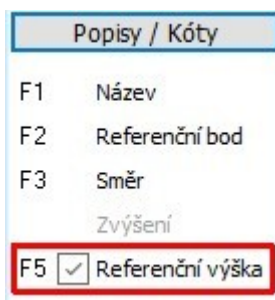 Popisy / Kóty
F1 Název
F2 Referenční bod
F3 Směr
Zvýšení
F5 Referenční výška